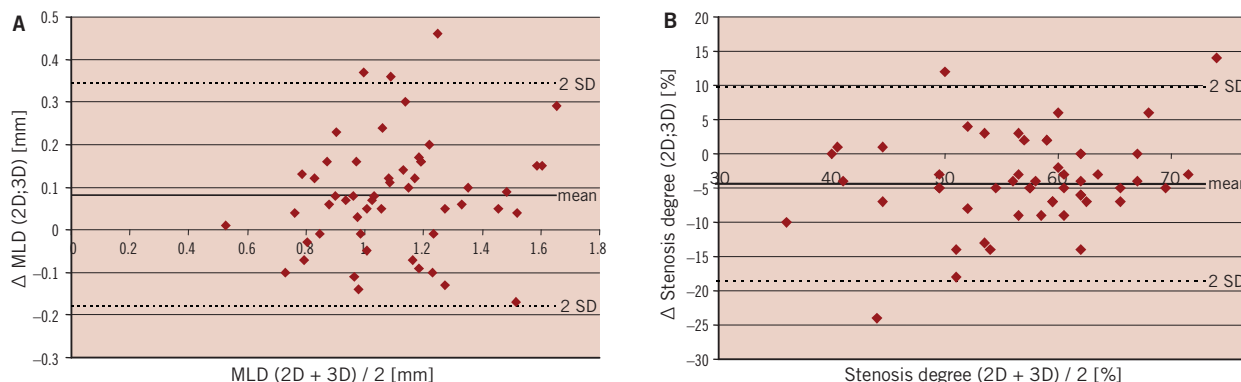 A
Δ MLD (2D;3D) [mm]
0.5
0.4
0.3
0.2
0.1
0
–0.1
–0.2
–0.3
2 SD
mean
2 SD
0 0.2 0.4 0.6 0.8 1.0 1.2 1.4 1.6 1.8
MLD (2D + 3D) / 2 [mm]
B
Δ Stenosis degree (2D;3D) [%]
20
15
10
5
0
–5
–10
–15
–20
–25
–30
2 SD
mean
2 SD
30 40 50 60 70
Stenosis degree (2D + 3D) / 2 [%]